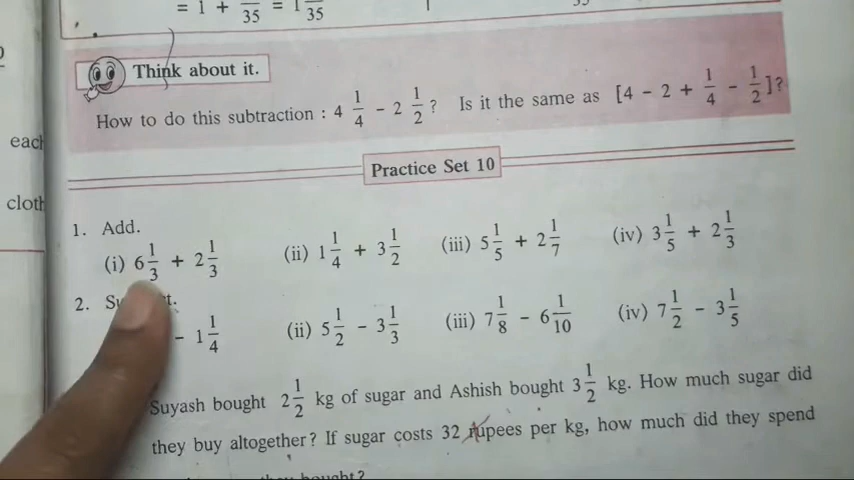 = 1 + /35 = 1 /35
Think about it.
How to do this subtraction : 4 1/4 - 2 1/2 ? Is it the same as [4 - 2 + 1/4 - 1/2]?
each
cloth
Practice Set 10
1. Add.
(i) 6 1/3 + 2 1/3 (ii) 1 1/4 + 3 1/2 (iii) 5 1/5 + 2 1/7 (iv) 3 1/5 + 2 1/3
2. Su t.
- 1 1/4 (ii) 5 1/2 - 3 1/3 (iii) 7 1/8 - 6 1/10 (iv) 7 1/2 - 3 1/5
Suyash bought 2 1/2 kg of sugar and Ashish bought 3 1/2 kg. How much sugar did
they buy altogether? If sugar costs 32 rupees per kg, how much did they spend
they bought?